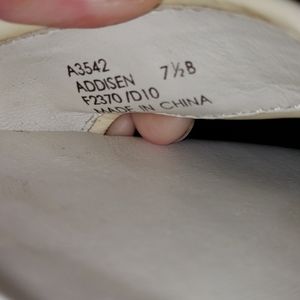 A3542
ADDISEN 7½B
F2370/D10
MADE IN CHINA